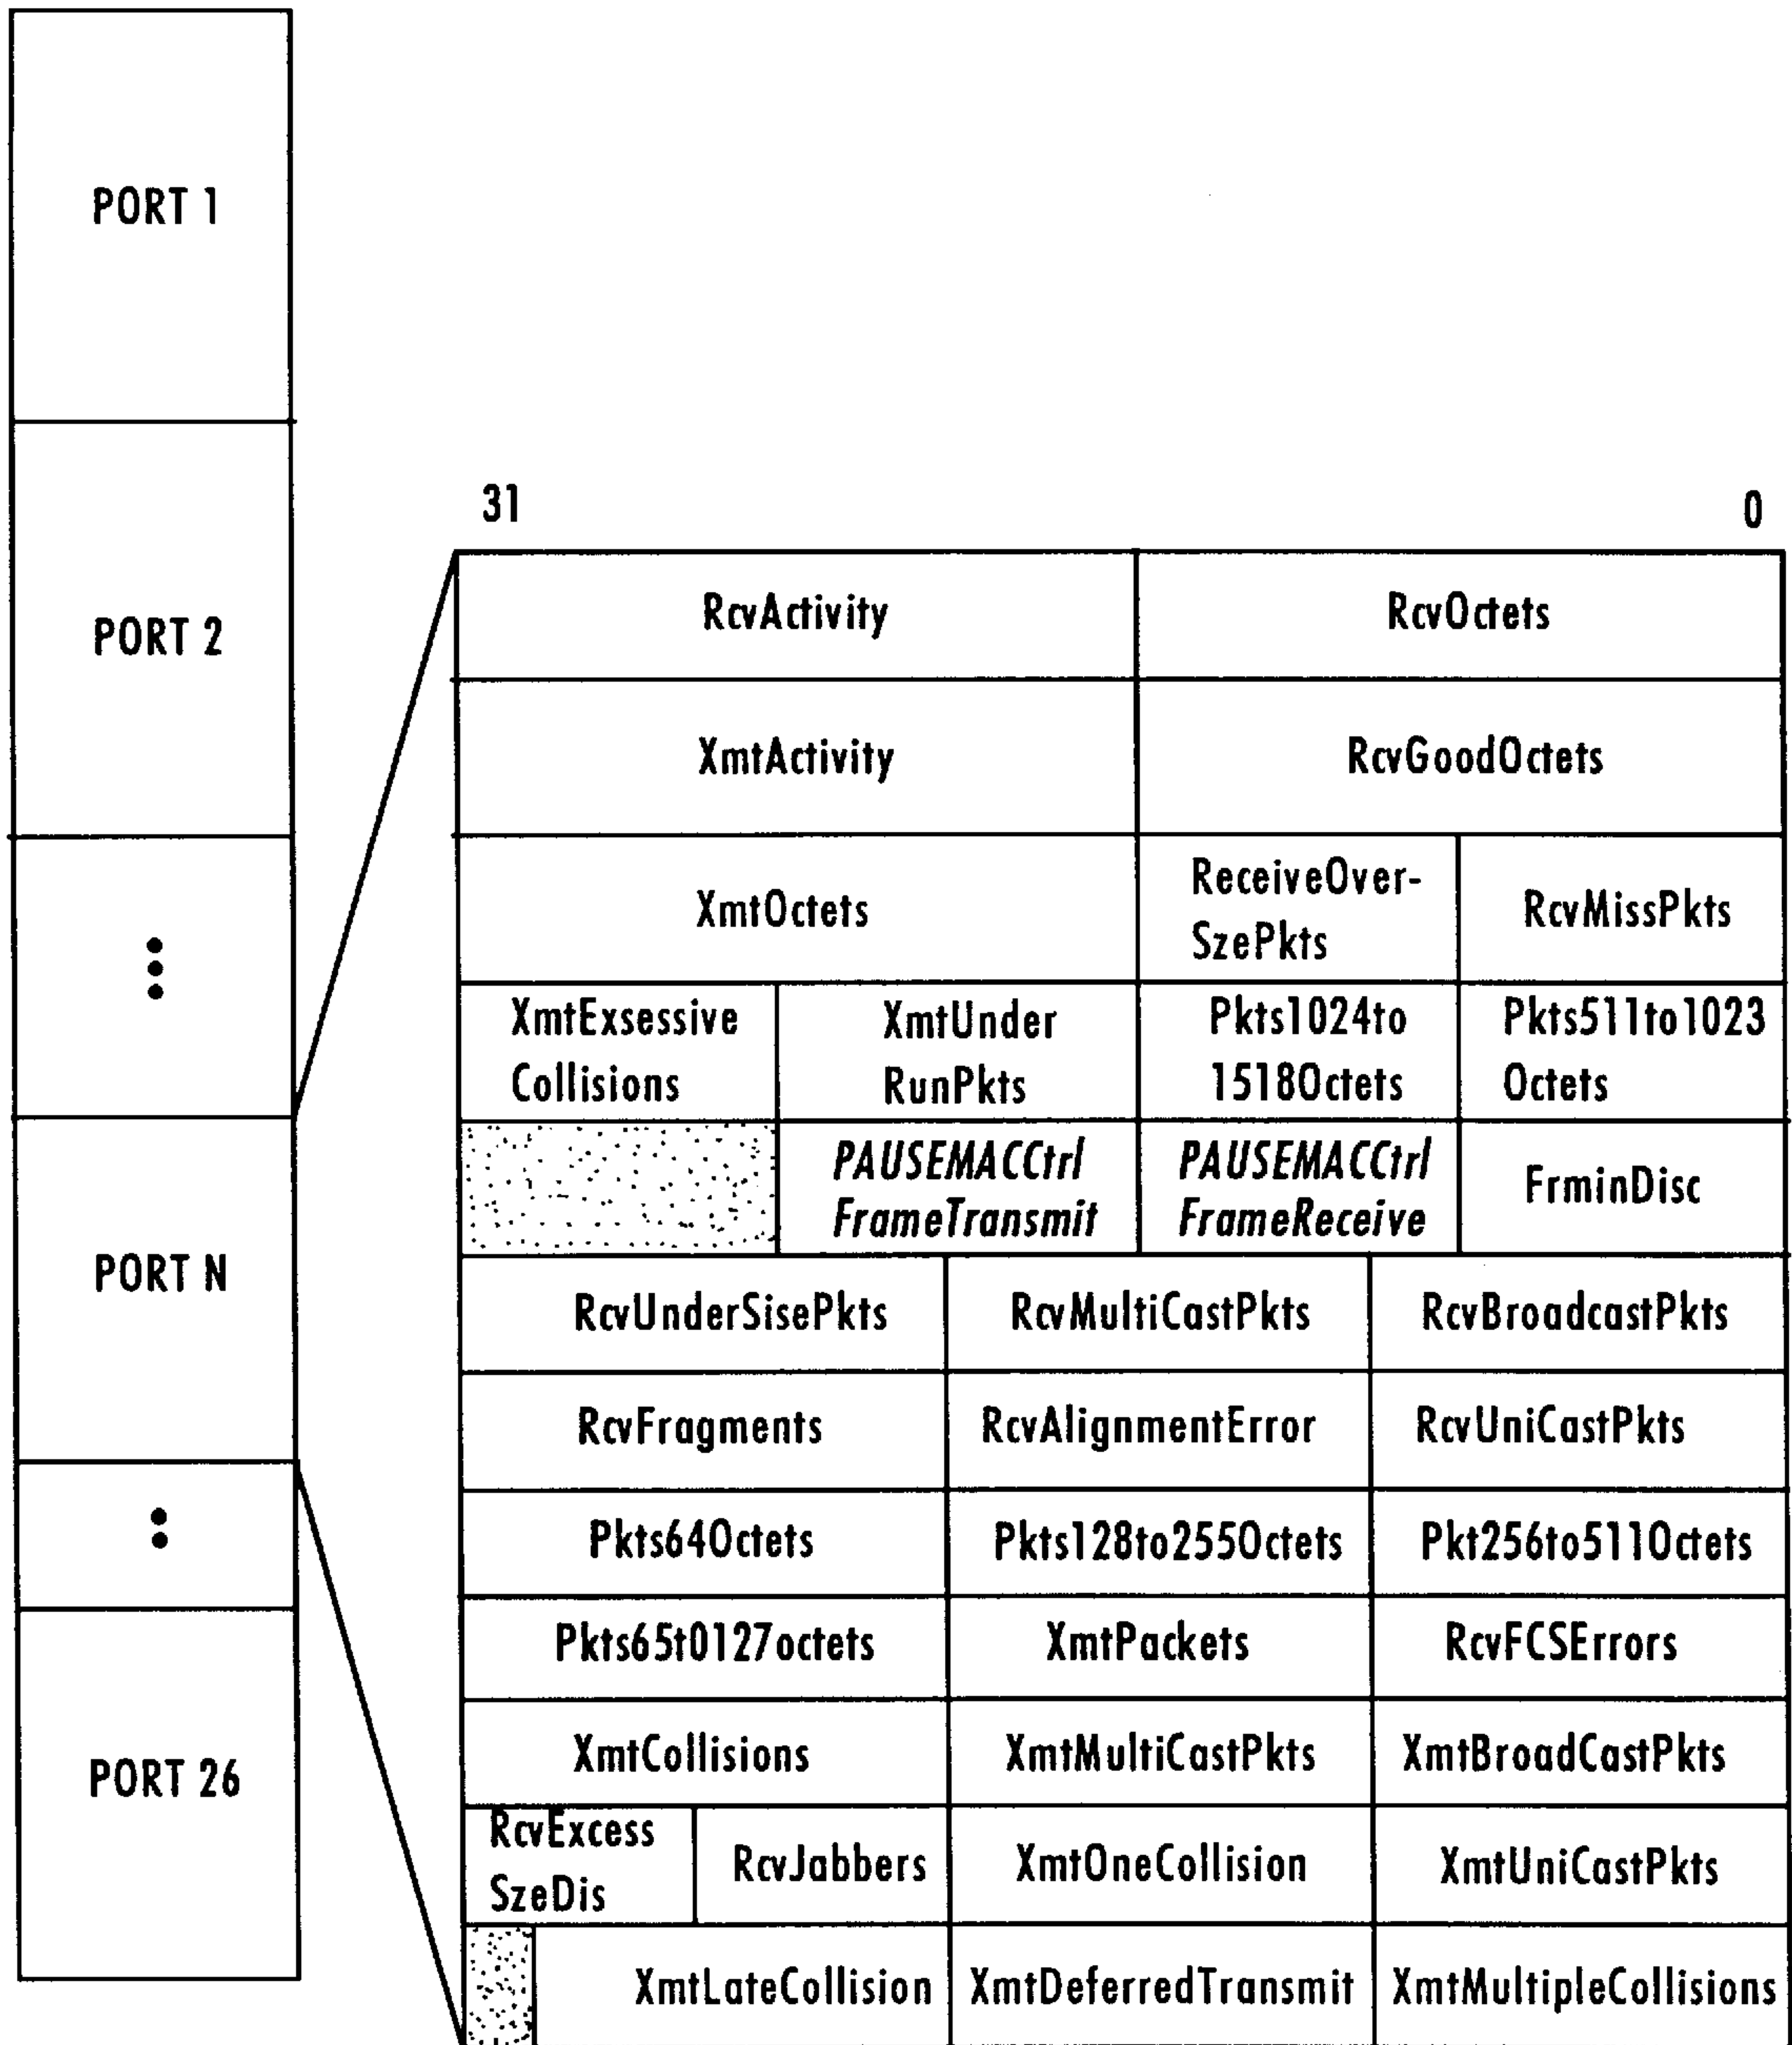 PORT 1
PORT 2
PORT N
PORT 26
31 0
RcvActivity RcvOctets
XmtActivity RcvGoodOctets
XmtOctets
ReceiveOver-
SzePkts
RcvMissPkts
XmtExsessive
Collisions
XmtUnder
RunPkts
Pkts1024to
1518Octets
Pkts511to1023
Octets
PAUSEMACCtrl
FrameTransmit
PAUSEMACCtrl
FrameReceive
FrminDisc
RcvUnderSisePkts RcvMultiCastPkts RcvBroadcastPkts
RcvFragments RcvAlignmentError RcvUniCastPkts
Pkts64Octets Pkts128to255Octets Pkt256to511Octets
Pkts65t0127octets XmtPackets RcvFCSErrors
XmtCollisions XmtMultiCastPkts XmtBroadCastPkts
RcvExcess
SzeDis
RcvJabbers XmtOneCollision XmtUniCastPkts
XmtLateCollision XmtDeferredTransmit XmtMultipleCollisions